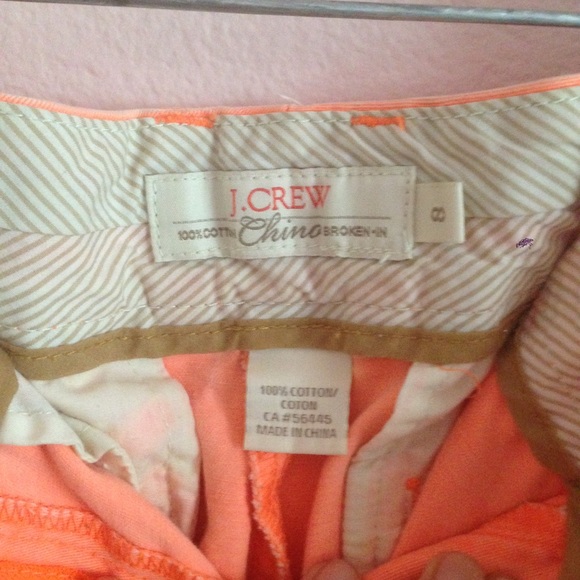 J.CREW
100% COTTON Chino BROKEN-IN
8
100% COTTON/
COTON
CA #56445
MADE IN CHINA